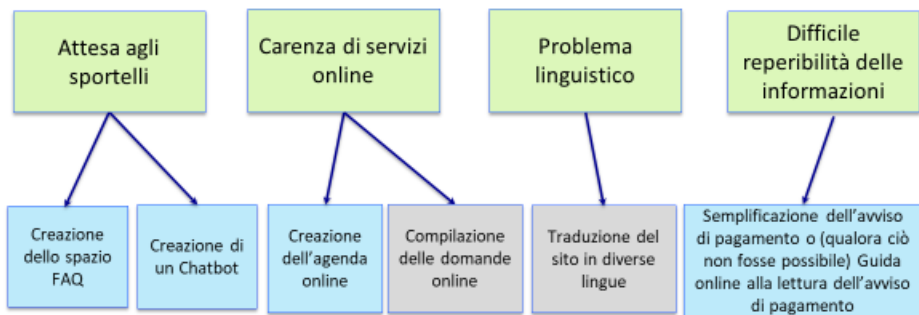 Attesa agli
sportelli
Carenza di servizi
online
Problema
linguistico
Difficile
reperibilità delle
informazioni
Creazione
dello spazio
FAQ
Creazione di
un Chatbot
Creazione
dell'agenda
online
Compilazione
delle domande
online
Traduzione del
sito in diverse
lingue
Semplificazione dell'avviso
di pagamento o (qualora ciò
non fosse possibile) Guida
online alla lettura dell'avviso
di pagamento